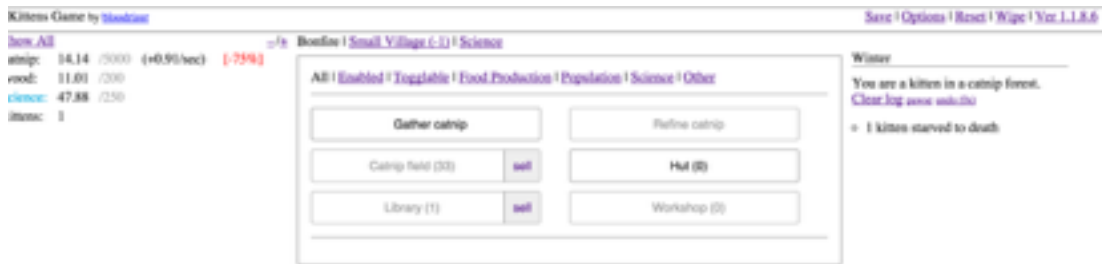 Kittens Game by bloodrizer
Save | Options | Reset | Wipe | Ver 1.1.8.6
how All
atnip: 14.14 /5000 (+0.91/sec) [-75%]
wood: 11.01 /200
cience: 47.88 /250
ittens: 1
Bonfire | Small Village (-1) | Science
All | Enabled | Togglable | Food Production | Population | Science | Other
Gather catnip
Refine catnip
Catnip field (33) sell
Hut (0)
Library (1) sell
Workshop (0)
Winter
You are a kitten in a catnip forest.
Clear log
1 kitten starved to death